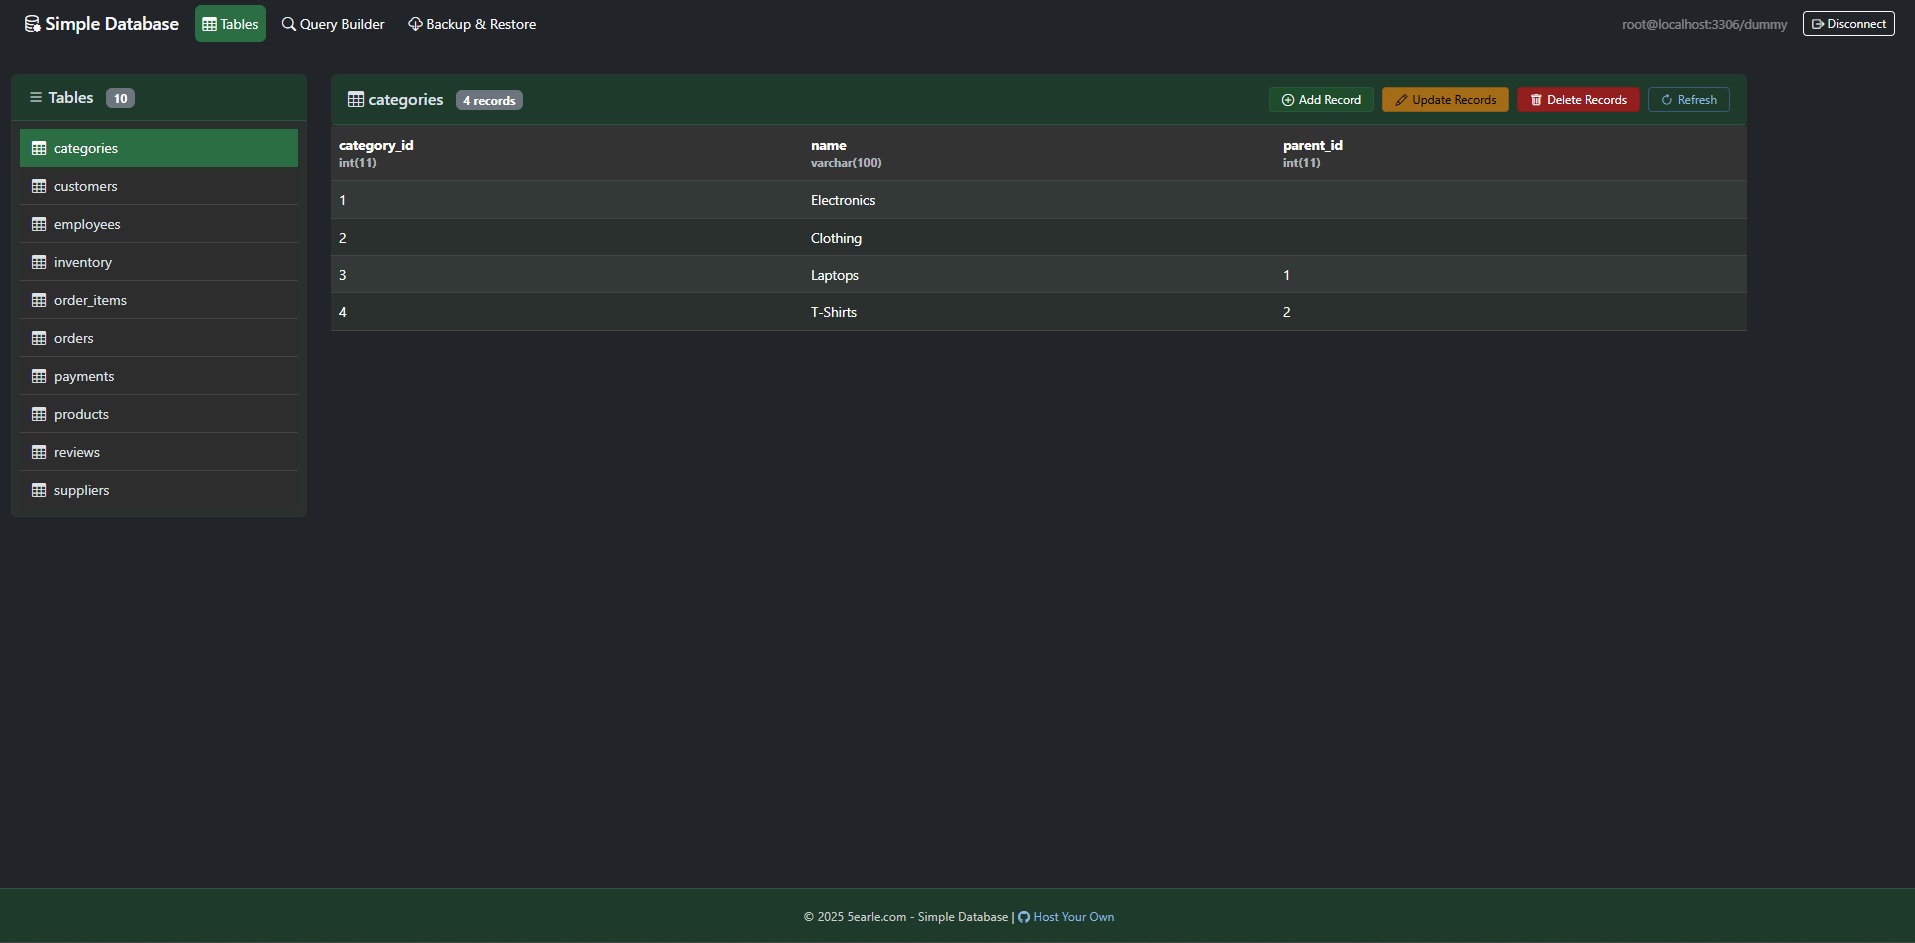 Simple Database Tables Query Builder Backup & Restore root@localhost:3306/dummy Disconnect
Tables 10
categories
customers
employees
inventory
order_items
orders
payments
products
reviews
suppliers
categories 4 records Add Record Update Records Delete Records Refresh
category_id name parent_id
int(11) varchar(100) int(11)
1 Electronics
2 Clothing
3 Laptops 1
4 T-Shirts 2
© 2025 5earle.com - Simple Database | Host Your Own